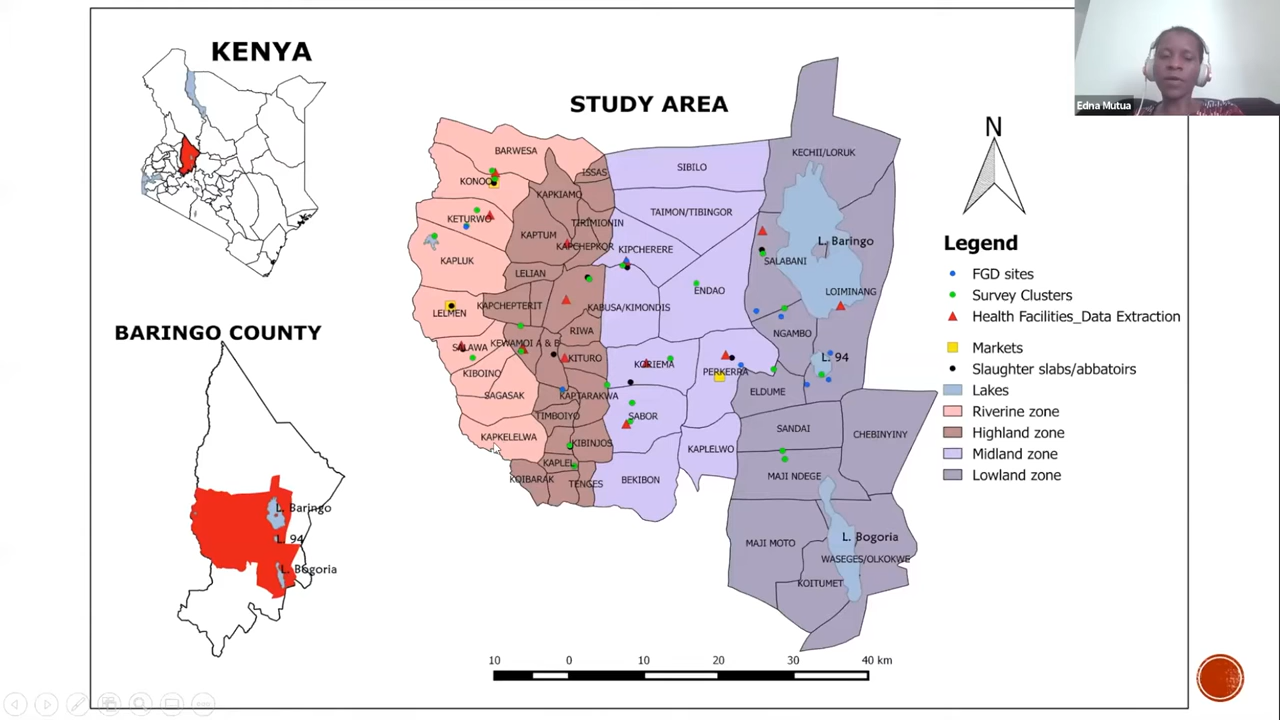 KENYA
Edna Mutua
STUDY AREA
N
BARWESA
ISSAS
SIBILO
KECHII/LORUK
KONOO
KAPKIAMO
KETURWO
TIRIMIONIN
TAIMON/TIBINGOR
KAPTUM
KAPCHEPKOR
KIPCHERERE
L. Baringo
KAPLUK
SALABANI
LELIAN
ENDAO
LOIMINANG
KAPCHEPTERIT
KABUSA/KIMONDIS
LELMEN
RIWA
NGAMBO
SALAWA
KEWAMOI A & B
KITURO
KORIEMA
PERKERRA
L. 94
KIBOINO
ELDUME
SAGASAK
KAPTARAKWA
TIMBOIYO
SABOR
SANDAI
CHEBINYINY
KAPKELELWA
KIBINJOS
KAPLELWO
KAPLEL
KOIBARAK
TENGES
BEKIBON
MAJI NDEGE
MAJI MOTO
L. Bogoria
WASEGES/OLKOKWE
KOITUMET
Legend
FGD sites
Survey Clusters
Health Facilities_Data Extraction
Markets
Slaughter slabs/abbatoirs
Lakes
Riverine zone
Highland zone
Midland zone
Lowland zone
BARINGO COUNTY
L. Baringo
L. 94
L. Bogoria
10 0 10 20 30 40 km